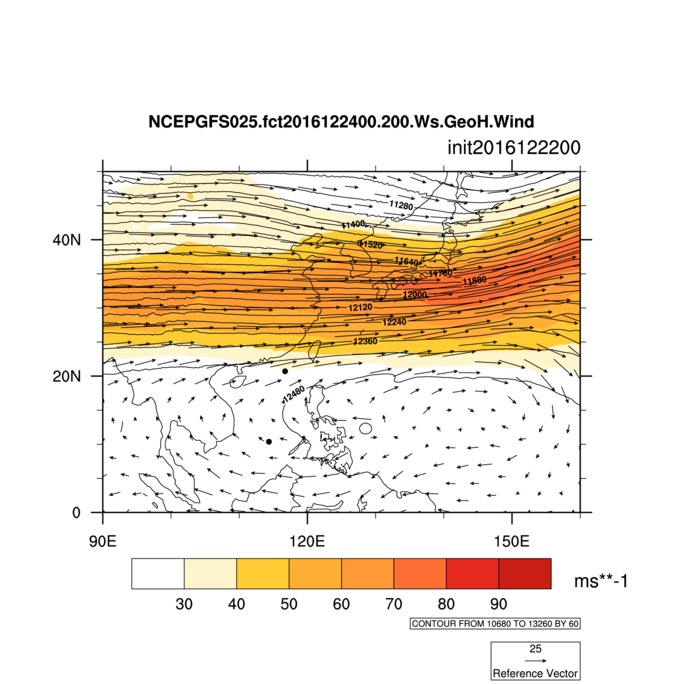 NCEPGFS025.fct2016122400.200.Ws.GeoH.Wind
init2016122200
11280
11400
11520
40N
11640
11760
11880
12000
12120
12240
12360
20N
12480
0
90E 120E 150E
ms**-1
30 40 50 60 70 80 90
CONTOUR FROM 10680 TO 13260 BY 60
25
Reference Vector